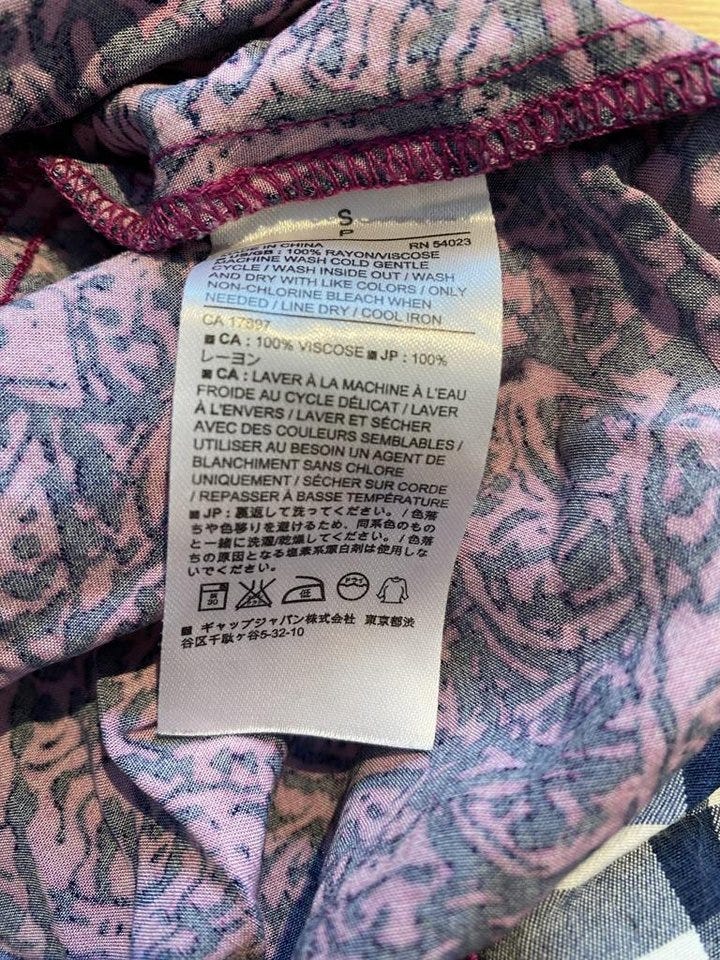 S
P
IN CHINA
RN 54023
100% RAYON/VISCOSE
MACHINE WASH COLD GENTLE
CYCLE / WASH INSIDE OUT / WASH
AND DRY WITH LIKE COLORS / ONLY
NON-CHLORINE BLEACH WHEN
NEEDED / LINE DRY / COOL IRON
CA 17897
■ CA : 100% VISCOSE ■ JP : 100%
レーヨン
■ CA : LAVER À LA MACHINE À L'EAU
FROIDE AU CYCLE DÉLICAT / LAVER
À L'ENVERS / LAVER ET SÉCHER
AVEC DES COULEURS SEMBLABLES /
UTILISER AU BESOIN UN AGENT DE
BLANCHIMENT SANS CHLORE
UNIQUEMENT / SÉCHER SUR CORDE
/ REPASSER À BASSE TEMPÉRATURE
■ JP : 裏返して洗ってください。/ 色落
ちや色移りを避けるため、同系色のもの
と一緒に洗濯/乾燥してください。/ 色落
ちの原因となる塩素系漂白剤は使用しな
いでください。
低
ドライ
■ ギャップジャパン株式会社 東京都渋
谷区千駄ヶ谷5-32-10